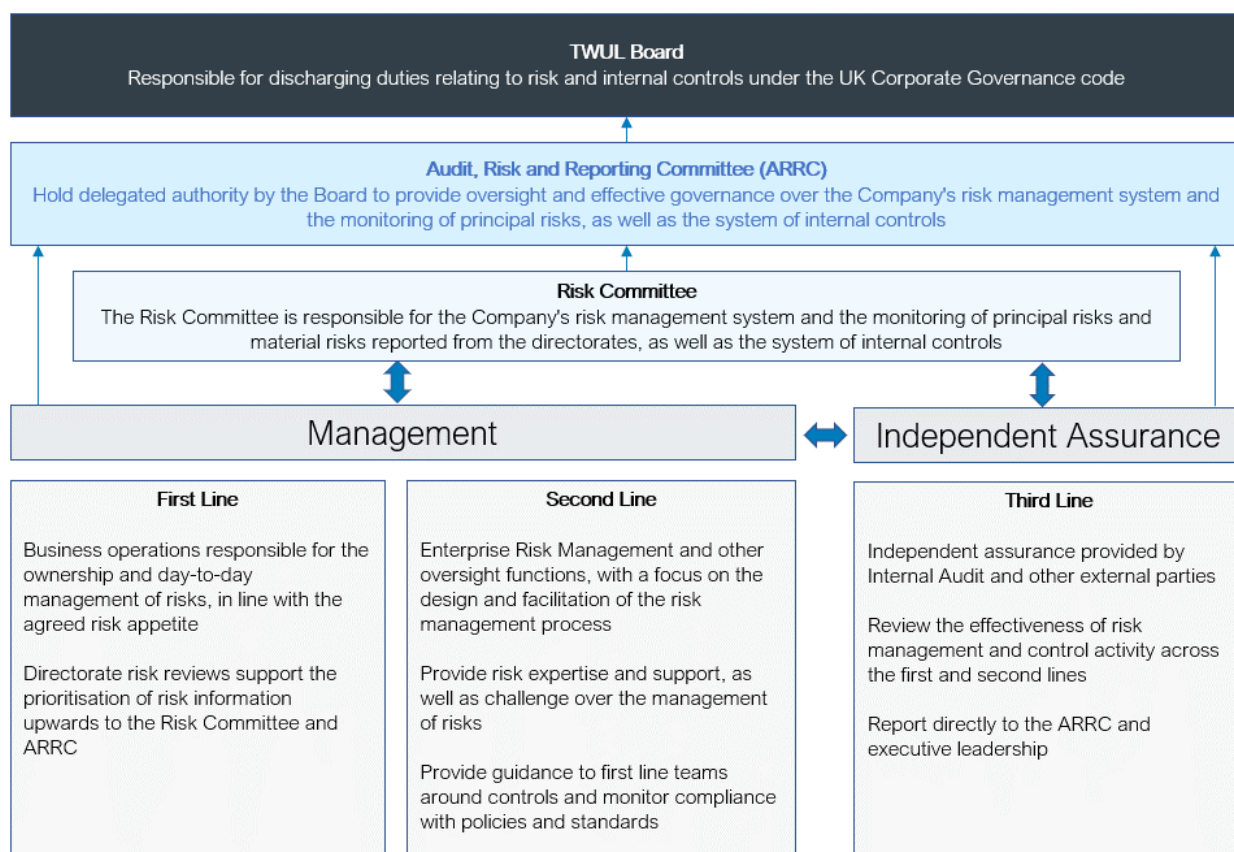 TWUL Board
Responsible for discharging duties relating to risk and internal controls under the UK Corporate Governance code
Audit, Risk and Reporting Committee (ARRC)
Hold delegated authority by the Board to provide oversight and effective governance over the Company's risk management system and
the monitoring of principal risks, as well as the system of internal controls
Risk Committee
The Risk Committee is responsible for the Company's risk management system and the monitoring of principal risks and
material risks reported from the directorates, as well as the system of internal controls
Management
Independent Assurance
First Line
Business operations responsible for the
ownership and day-to-day
management of risks, in line with the
agreed risk appetite
Directorate risk reviews support the
prioritisation of risk information
upwards to the Risk Committee and
ARRC
Second Line
Enterprise Risk Management and other
oversight functions, with a focus on the
design and facilitation of the risk
management process
Provide risk expertise and support, as
well as challenge over the management
of risks
Provide guidance to first line teams
around controls and monitor compliance
with policies and standards
Third Line
Independent assurance provided by
Internal Audit and other external parties
Review the effectiveness of risk
management and control activity across
the first and second lines
Report directly to the ARRC and
executive leadership